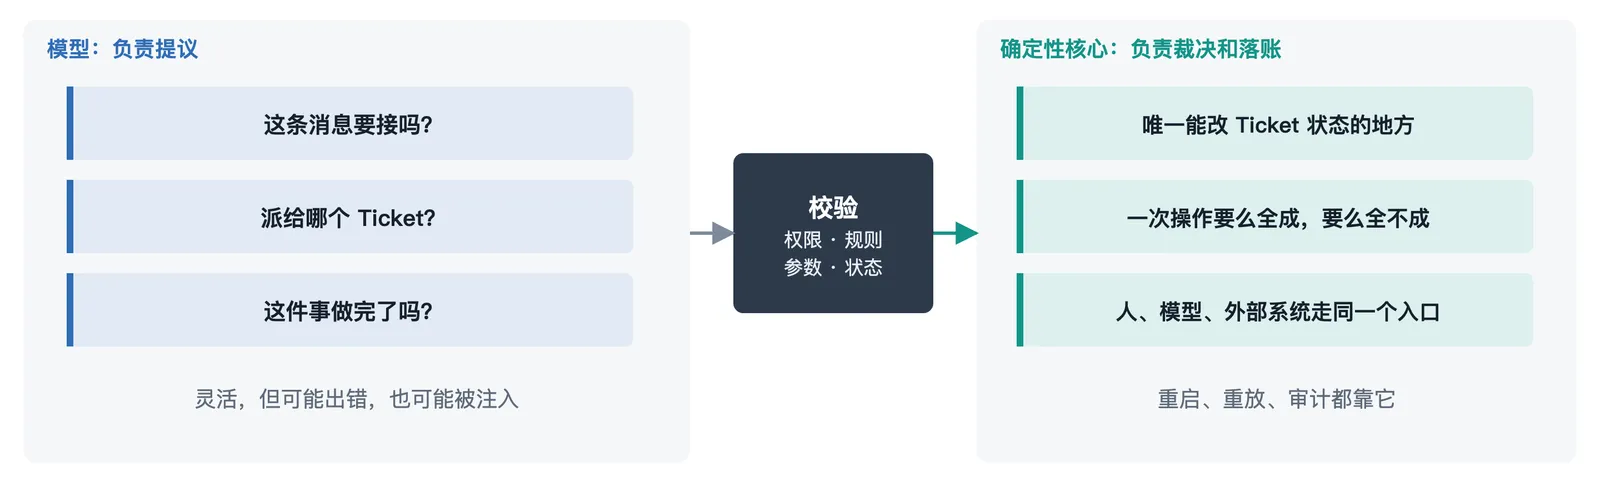 模型：负责提议
这条消息要接吗？
派给哪个 Ticket？
这件事做完了吗？
灵活，但可能出错，也可能被注入
校验
权限 · 规则
参数 · 状态
确定性核心：负责裁决和落账
唯一能改 Ticket 状态的地方
一次操作要么全成，要么全不成
人、模型、外部系统走同一个入口
重启、重放、审计都靠它